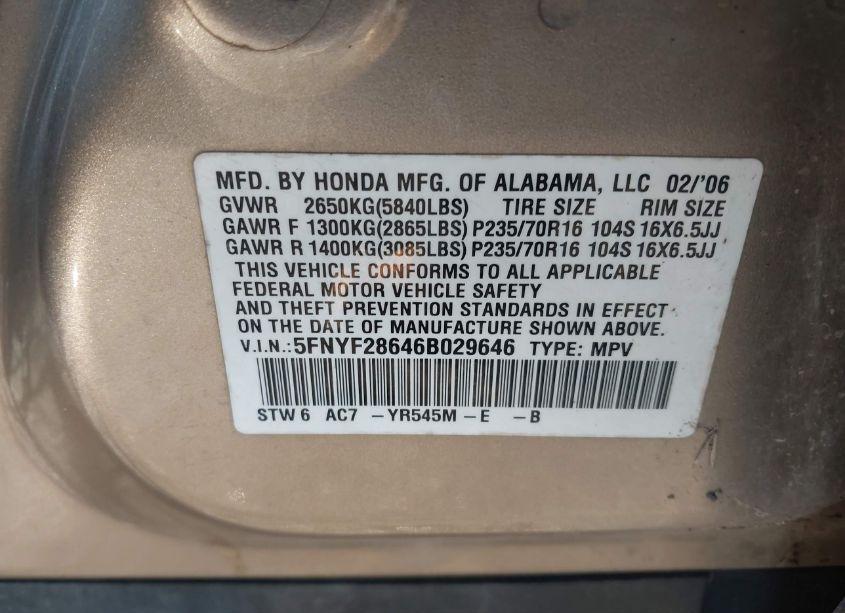 MFD. BY HONDA MFG. OF ALABAMA, LLC 02/'06
GVWR 2650KG(5840LBS) TIRE SIZE RIM SIZE
GAWR F 1300KG(2865LBS) P235/70R16 104S 16X6.5JJ
GAWR R 1400KG(3085LBS) P235/70R16 104S 16X6.5JJ
THIS VEHICLE CONFORMS TO ALL APPLICABLE
FEDERAL MOTOR VEHICLE SAFETY
AND THEFT PREVENTION STANDARDS IN EFFECT
ON THE DATE OF MANUFACTURE SHOWN ABOVE.
V.I.N.:5FNYF28646B029646 TYPE: MPV
STW 6 AC7 –YR545M –E –B